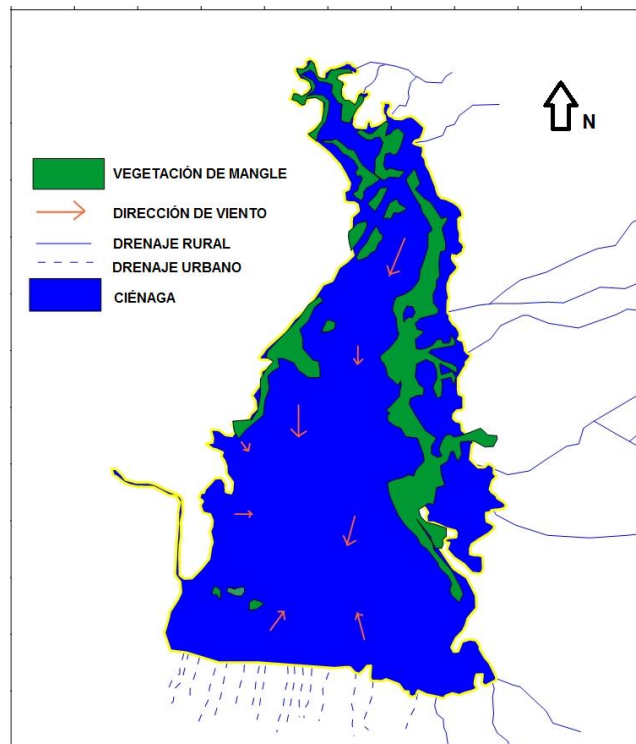 N
VEGETACIÓN DE MANGLE
DIRECCIÓN DE VIENTO
DRENAJE RURAL
DRENAJE URBANO
CIÉNAGA